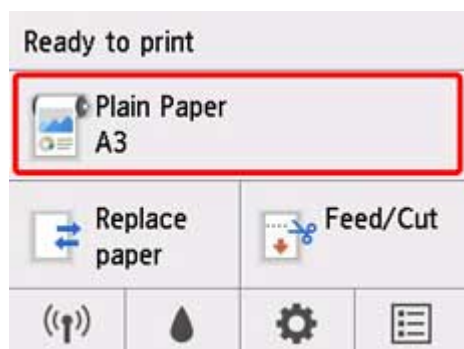 Ready to print
Plain Paper
A3
Replace
paper
Feed/Cut